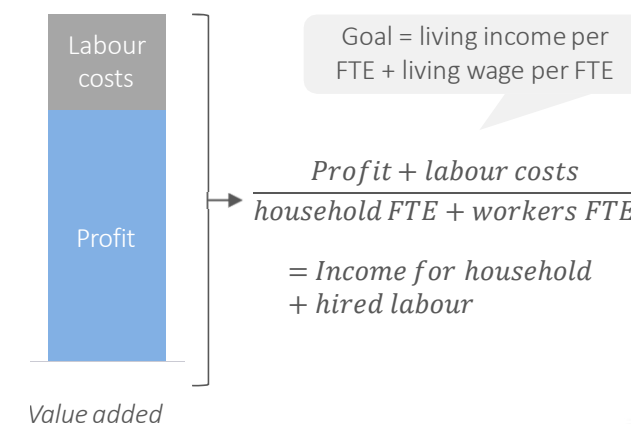 Labour
costs
Profit
Value added
Goal = living income per
FTE + living wage per FTE
Profit + labour costs
household FTE + workers FTE
= Income for household
+ hired labour